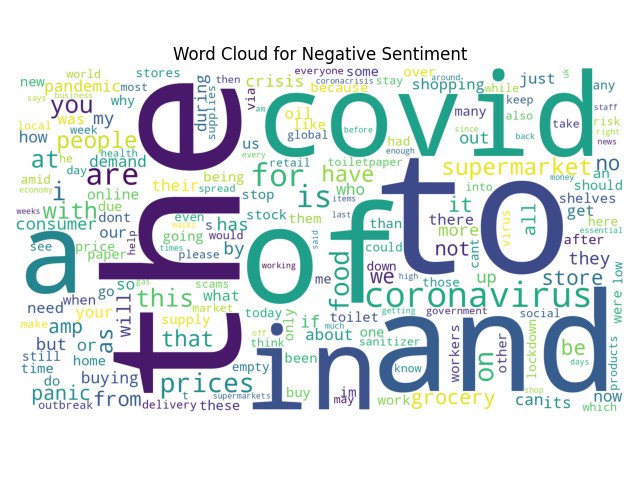 Word Cloud for Negative Sentiment
the
to
covid
of
and
in
a
coronavirus
supermarket
are
for
is
have
we
food
prices
this
that
store
panic
grocery
people
you
pandemic
with
at
i
no
not
it
on
be
all
up
more
out
new
world
stores
crisis
via
because
some
everyone
coronacrisis
stay
over
shopping
while
just
any
uk
most
then
during
supplies
says
business
local
was
my
why
how
week
he
day
health
demand
us
am
every
oil
like
global
before
had
enough
many
keep
also
since
back
take
staff
risk
right
news
amid
economy
online
their
being
spread
stop
retail
toiletpaper
who
items
into
money
an
should
shelves
get
here
essential
weeks
consumer
due
dont
our
even
s
has
masks
going
times
please
by
stock
them
last
than
could
there
cant
virus
after
they
see
price
paper
help
said
working
me
down
high
those
were
low
need
when
go
so
will
gas
scams
what
market
today
only
if
toilet
getting
government
social
make
amp
your
as
supply
would
off
think
about
much
one
sanitizer
workers
other
lockdown
products
but
or
still
home
time
do
buying
from
been
empty
know
days
shop
outbreak
delivery
t
these
supermarkets
buy
im
may
work
can
its
now
which